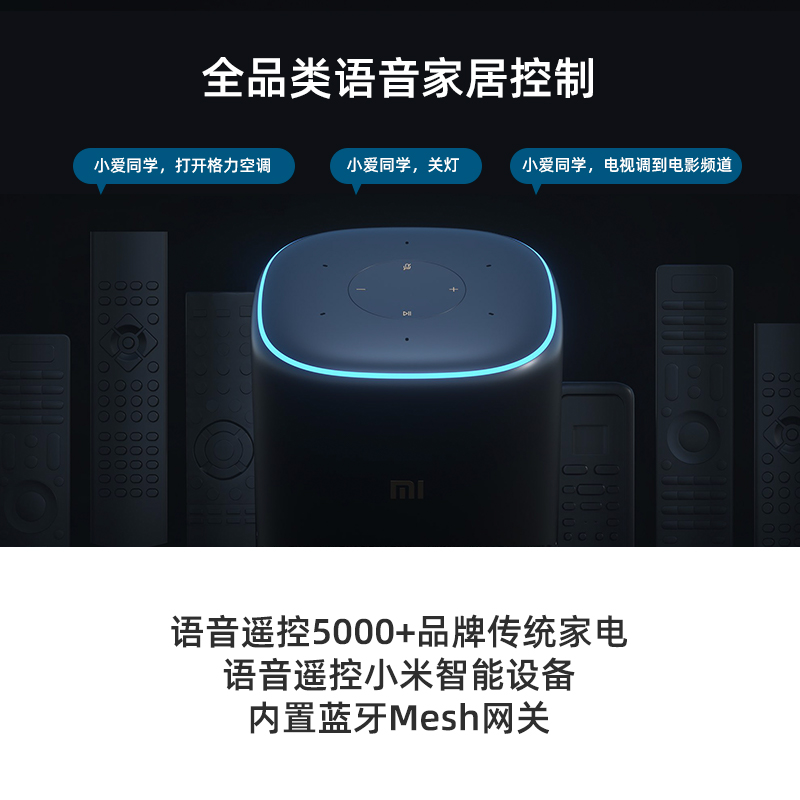 全品类语音家居控制
小爱同学，打开格力空调
小爱同学，关灯
小爱同学，电视调到电影频道
MI
语音遥控5000+品牌传统家电
语音遥控小米智能设备
内置蓝牙Mesh网关